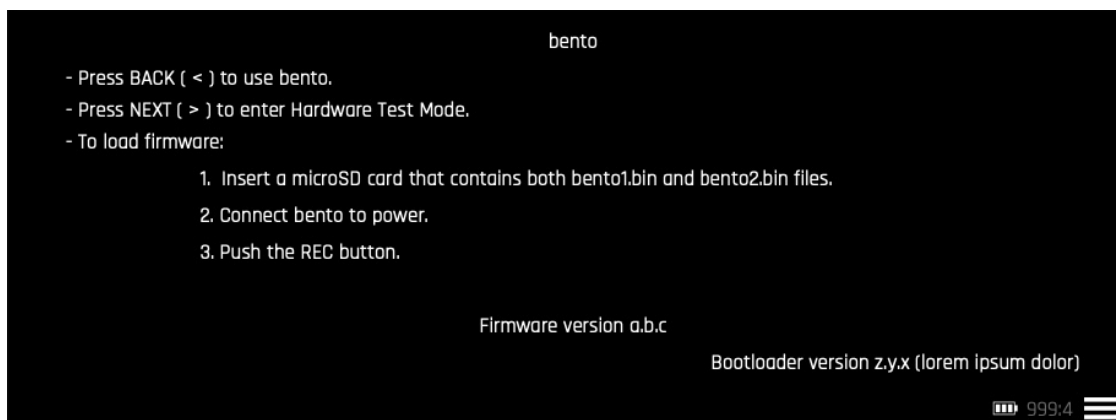 bento
- Press BACK ( < ) to use bento.
- Press NEXT ( > ) to enter Hardware Test Mode.
- To load firmware:
1. Insert a microSD card that contains both bento1.bin and bento2.bin files.
2. Connect bento to power.
3. Push the REC button.
Firmware version a.b.c
Bootloader version z.y.x (lorem ipsum dolor)
999:4